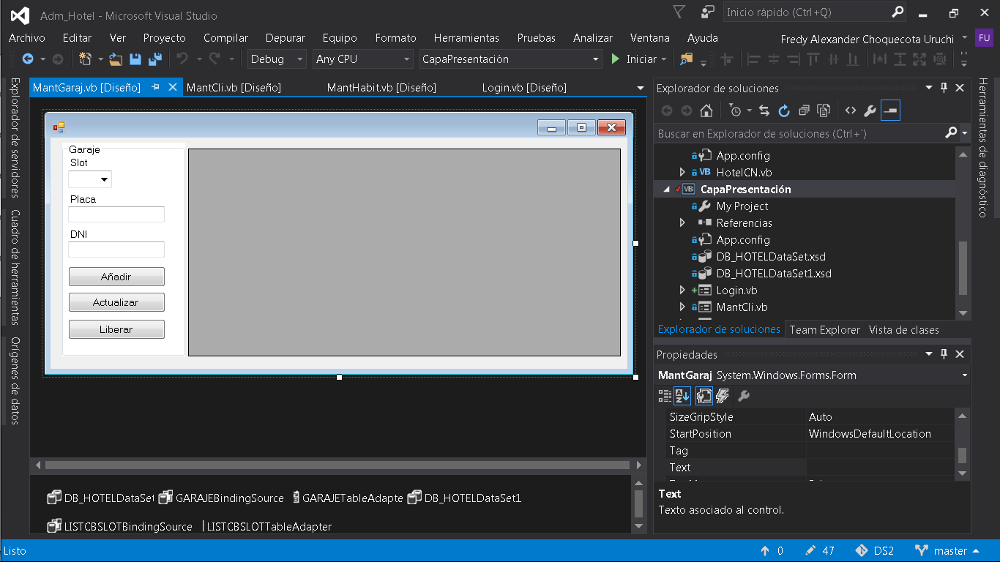 Adm_Hotel - Microsoft Visual Studio
Inicio rápido (Ctrl+Q)
Archivo Editar Ver Proyecto Compilar Depurar Equipo Formato Herramientas Pruebas Analizar Ventana Ayuda
Fredy Alexander Choquecota Uruchi FU
Debug Any CPU CapaPresentación Iniciar
Explorador de servidores
Cuadro de herramientas
Orígenes de datos
MantGaraj.vb [Diseño] MantCli.vb [Diseño] MantHabit.vb [Diseño] Login.vb [Diseño]
Garaje
Slot
Placa
DNI
Añadir
Actualizar
Liberar
DB_HOTELDataSet GARAJEBindingSource GARAJETableAdapte DB_HOTELDataSet1
LISTCBSLOTBindingSource LISTCBSLOTTableAdapter
Explorador de soluciones
Buscar en Explorador de soluciones (Ctrl+`)
App.config
VB HotelCN.vb
VB CapaPresentación
My Project
Referencias
App.config
DB_HOTELDataSet.xsd
DB_HOTELDataSet1.xsd
Login.vb
MantCli.vb
Explorador de soluciones Team Explorer Vista de clases
Propiedades
MantGaraj System.Windows.Forms.Form
SizeGripStyle Auto
StartPosition WindowsDefaultLocation
Tag
Text
Text
Texto asociado al control.
Herramientas de diagnóstico
Listo
0 47 DS2 master